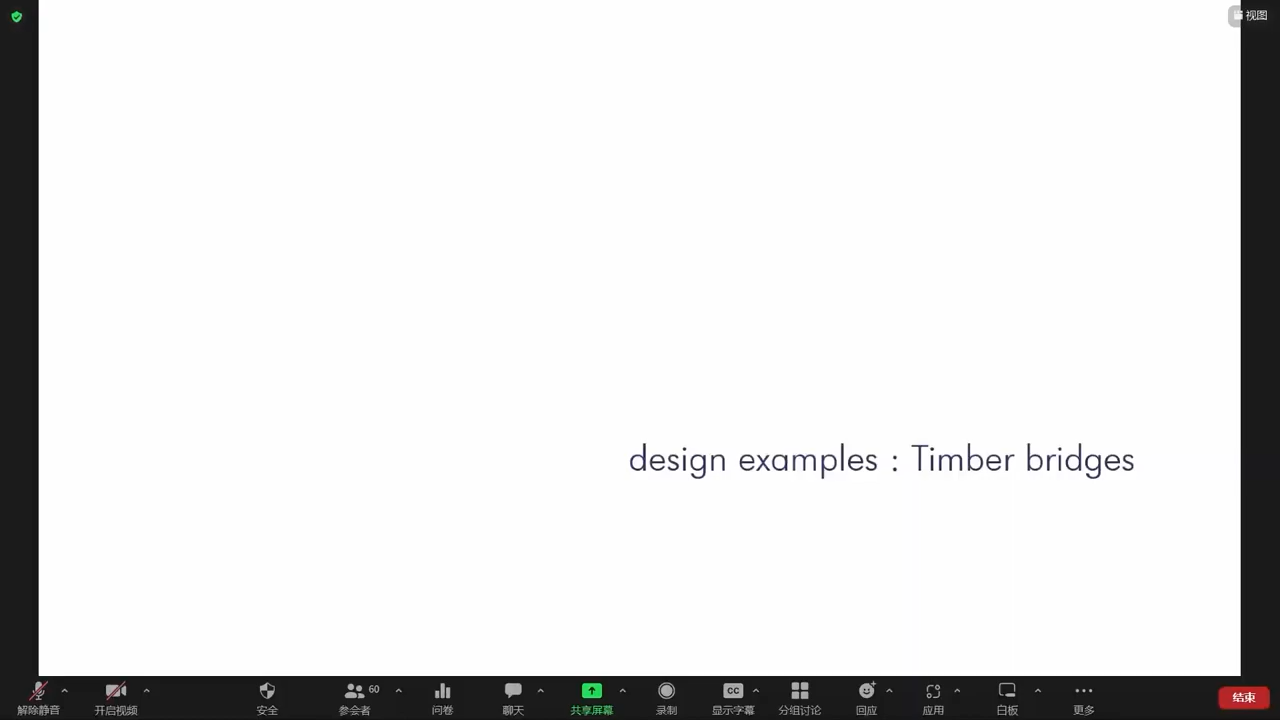 视图
design examples : Timber bridges
60
CC
解除静音
开启视频
安全
参会者
问卷
聊天
共享屏幕
录制
显示字幕
分组讨论
回应
应用
白板
更多
结束